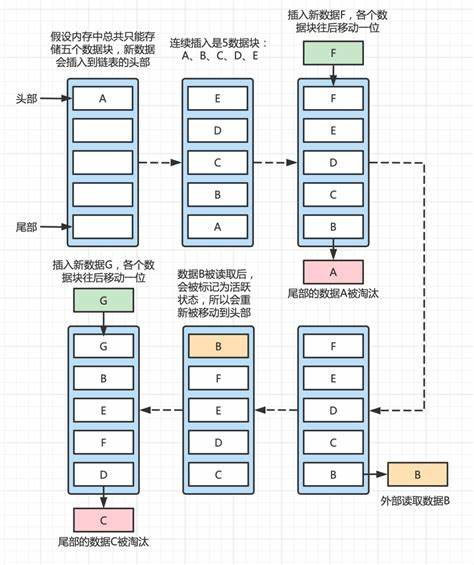 假设内存中总共只能存
储五个数据块，新数据
会插入到链表的头部
头部
A
尾部
连续插入是5数据块：
A、B、C、D、E
E
D
C
B
A
插入新数据F，各个数
据块往后移动一位
F
F
E
D
C
B
A
尾部的数据A被淘汰
插入新数据G，各个数
据块往后移动一位
G
G
B
E
F
D
C
尾部的数据C被淘汰
数据B被读取后，
会被标记为活跃
状态，所以会重
新被移动到头部
B
F
E
D
C
F
E
D
C
B
B
外部读取数据B